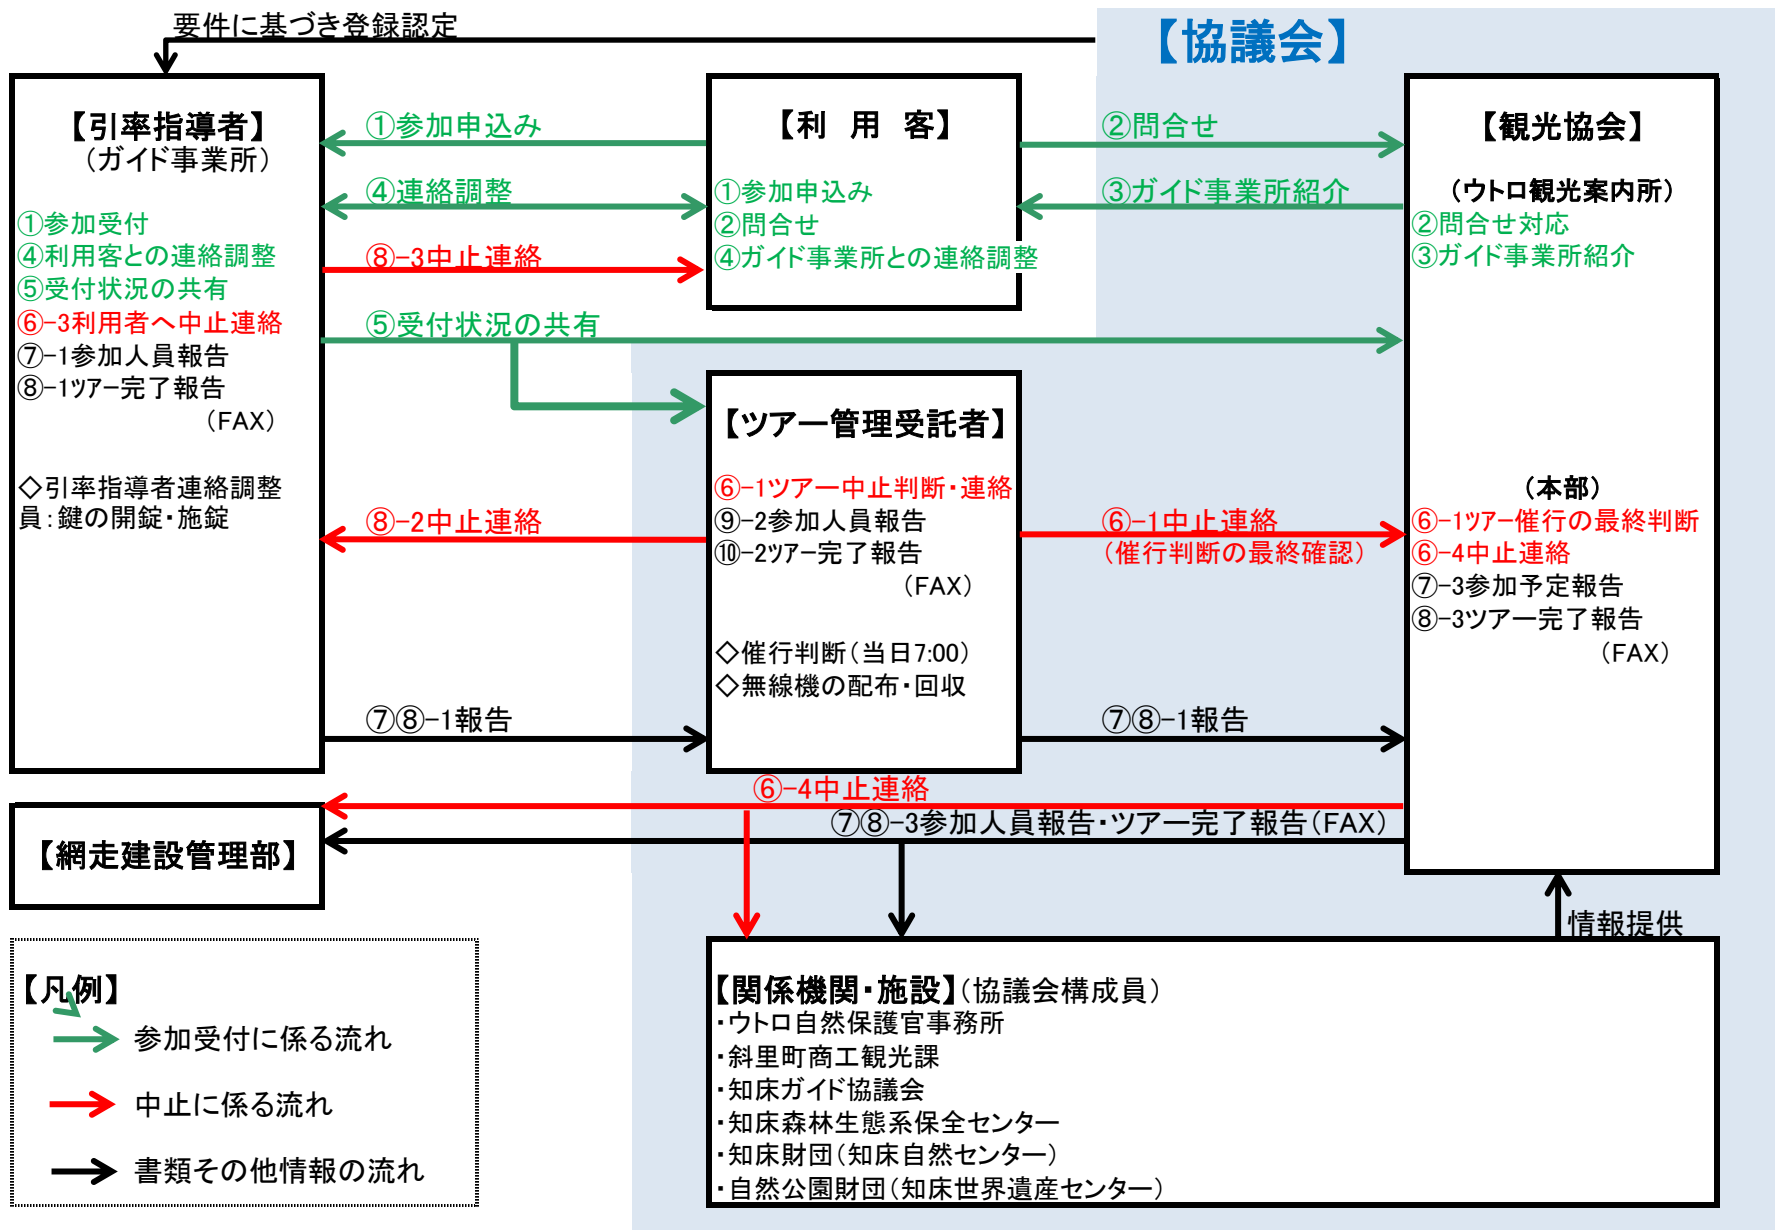 要件に基づき登録認定
【協議会】
【引率指導者】
（ガイド事業所）
①参加受付
④利用客との連絡調整
⑤受付状況の共有
⑥-3利用者へ中止連絡
⑦-1参加人員報告
⑧-1ツアー完了報告
（FAX）
◇引率指導者連絡調整
員：鍵の開錠・施錠
①参加申込み
④連絡調整
⑧-3中止連絡
⑤受付状況の共有
⑧-2中止連絡
⑦⑧-1報告
【利　用　客】
①参加申込み
②問合せ
④ガイド事業所との連絡調整
【ツアー管理受託者】
⑥-1ツアー中止判断・連絡
⑨-2参加人員報告
⑩-2ツアー完了報告
（FAX）
◇催行判断（当日7:00）
◇無線機の配布・回収
②問合せ
③ガイド事業所紹介
⑥-1中止連絡
（催行判断の最終確認）
⑦⑧-1報告
【観光協会】
（ウトロ観光案内所）
②問合せ対応
③ガイド事業所紹介
（本部）
⑥-1ツアー催行の最終判断
⑥-4中止連絡
⑦-3参加予定報告
⑧-3ツアー完了報告
（FAX）
⑥-4中止連絡
⑦⑧-3参加人員報告・ツアー完了報告（FAX）
【網走建設管理部】
情報提供
【関係機関・施設】（協議会構成員）
・ウトロ自然保護官事務所
・斜里町商工観光課
・知床ガイド協議会
・知床森林生態系保全センター
・知床財団（知床自然センター）
・自然公園財団（知床世界遺産センター）
【凡例】
参加受付に係る流れ
中止に係る流れ
書類その他情報の流れ